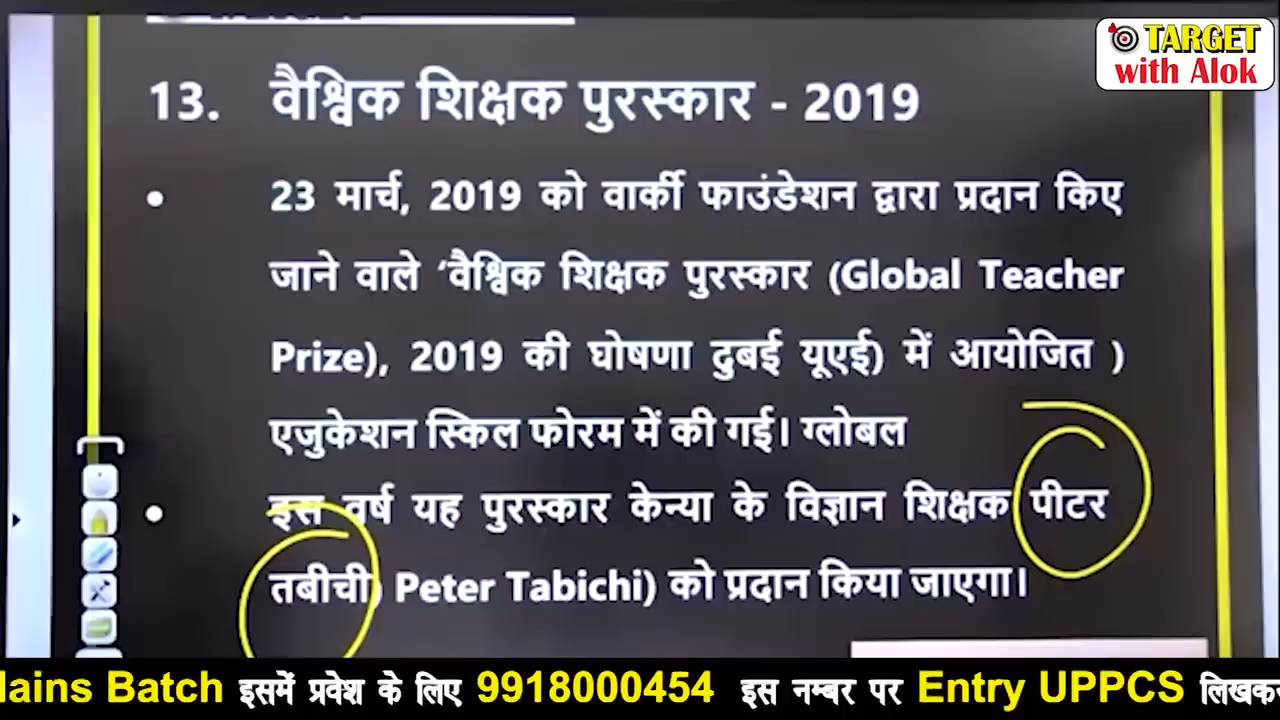 TARGET
with Alok
13. वैश्विक शिक्षक पुरस्कार - 2019
• 23 मार्च, 2019 को वार्की फाउंडेशन द्वारा प्रदान किए
जाने वाले ‘वैश्विक शिक्षक पुरस्कार (Global Teacher
Prize), 2019 की घोषणा दुबई यूएई) में आयोजित )
एजुकेशन स्किल फोरम में की गई। ग्लोबल
• इस वर्ष यह पुरस्कार केन्या के विज्ञान शिक्षक पीटर
तबीची) Peter Tabichi) को प्रदान किया जाएगा।
Batch इसमें प्रवेश के लिए 9918000454 इस नम्बर पर Entry UPPCS